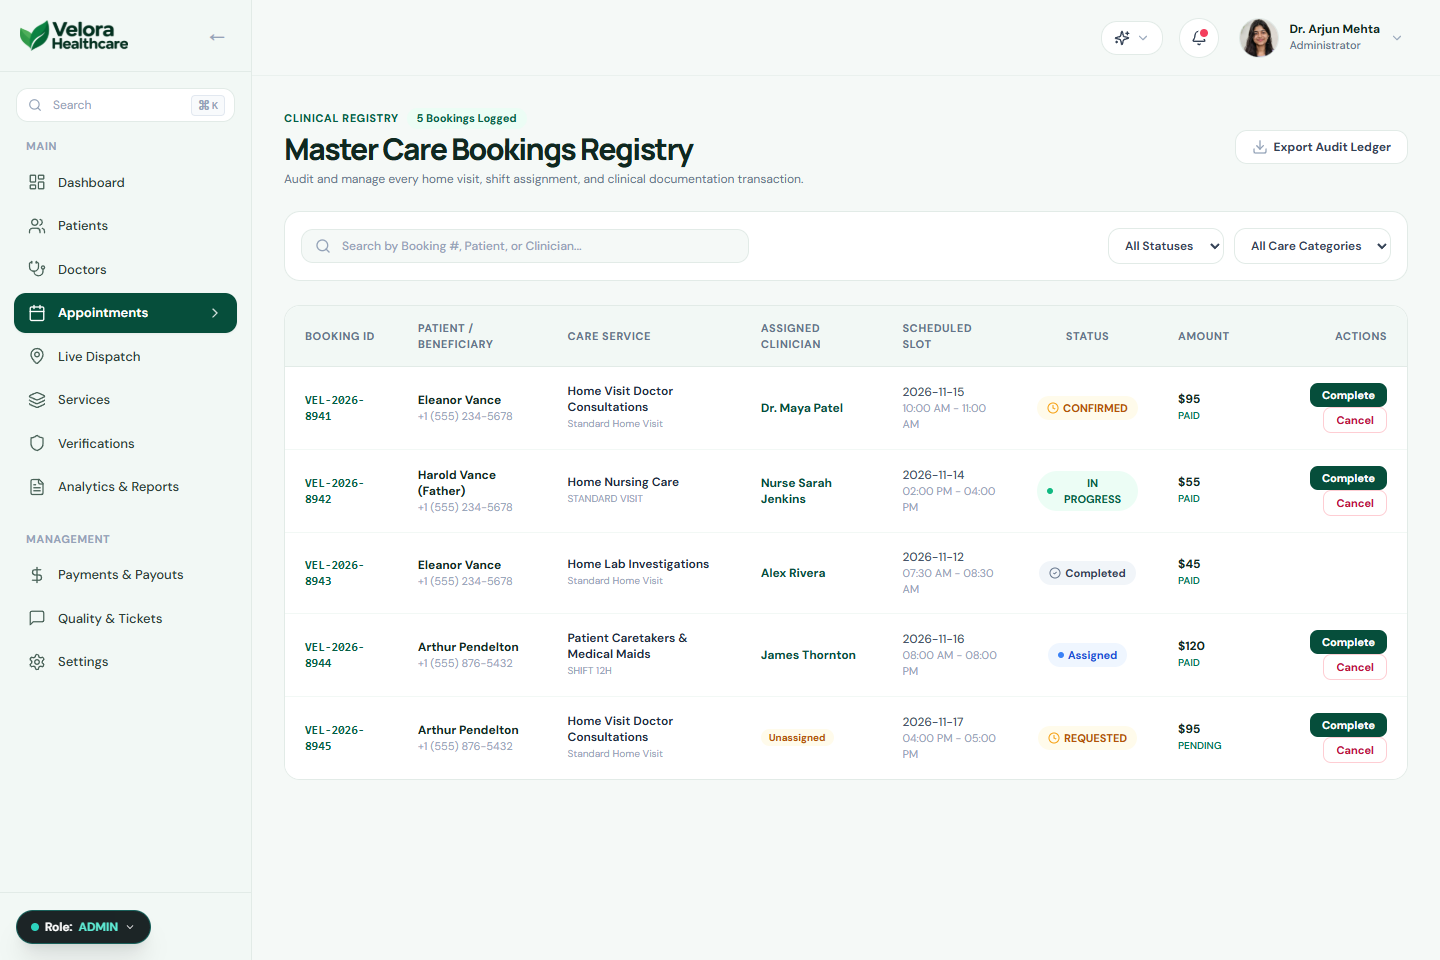 Velora
Healthcare
←
Search ⌘ K
MAIN
Dashboard
Patients
Doctors
Appointments
Live Dispatch
Services
Verifications
Analytics & Reports
MANAGEMENT
Payments & Payouts
Quality & Tickets
Settings
Role: ADMIN
Dr. Arjun Mehta
Administrator
CLINICAL REGISTRY 5 Bookings Logged
Master Care Bookings Registry
Audit and manage every home visit, shift assignment, and clinical documentation transaction.
Export Audit Ledger
Search by Booking #, Patient, or Clinician...
All Statuses
All Care Categories
BOOKING ID
PATIENT /
BENEFICIARY
CARE SERVICE
ASSIGNED
CLINICIAN
SCHEDULED
SLOT
STATUS
AMOUNT
ACTIONS
VEL-2026-
8941
Eleanor Vance
+1 (555) 234-5678
Home Visit Doctor
Consultations
Standard Home Visit
Dr. Maya Patel
2026-11-15
10:00 AM - 11:00
AM
CONFIRMED
$95
PAID
Complete
Cancel
VEL-2026-
8942
Harold Vance
(Father)
+1 (555) 234-5678
Home Nursing Care
STANDARD VISIT
Nurse Sarah
Jenkins
2026-11-14
02:00 PM - 04:00
PM
IN
PROGRESS
$55
PAID
Complete
Cancel
VEL-2026-
8943
Eleanor Vance
+1 (555) 234-5678
Home Lab Investigations
Standard Home Visit
Alex Rivera
2026-11-12
07:30 AM - 08:30
AM
Completed
$45
PAID
VEL-2026-
8944
Arthur Pendelton
+1 (555) 876-5432
Patient Caretakers &
Medical Maids
SHIFT 12H
James Thornton
2026-11-16
08:00 AM - 08:00
PM
Assigned
$120
PAID
Complete
Cancel
VEL-2026-
8945
Arthur Pendelton
+1 (555) 876-5432
Home Visit Doctor
Consultations
Standard Home Visit
Unassigned
2026-11-17
04:00 PM - 05:00
PM
REQUESTED
$95
PENDING
Complete
Cancel